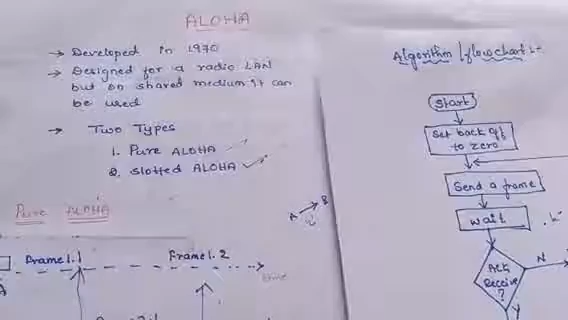 ALOHA
→ Developed in 1970
→ Designed for a radio LAN
but on shared medium it can
be used
→ Two Types
1. Pure ALOHA
2. Slotted ALOHA ✓
Pure ALOHA
Frame 1.1
Frame 1.2
time
A
A → B
Algorithm / flowchart :-
Start
Set back off
to zero
Send a frame
wait
Ack
Receive
?
N
Y